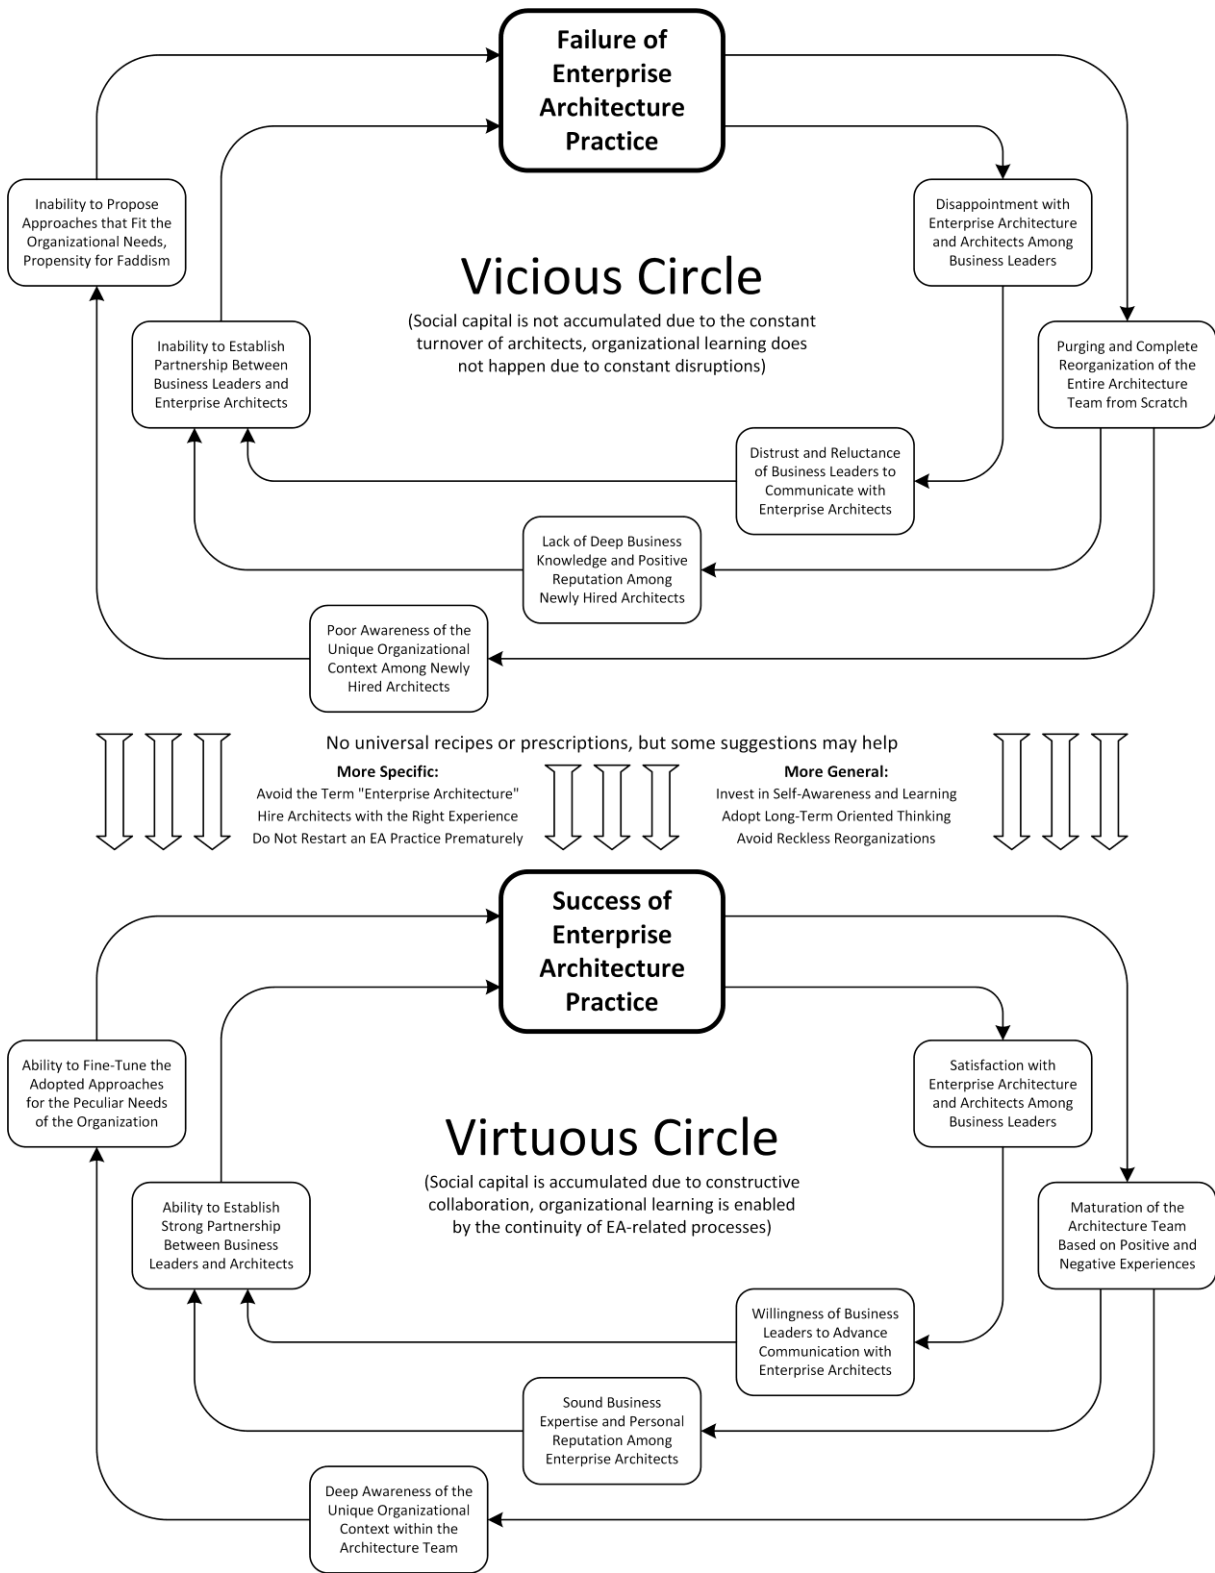 Failure of
Enterprise
Architecture
Practice
Inability to Propose
Approaches that Fit the
Organizational Needs,
Propensity for Faddism
Disappointment with
Enterprise Architecture
and Architects Among
Business Leaders
Vicious Circle
(Social capital is not accumulated due to the constant
turnover of architects, organizational learning does
not happen due to constant disruptions)
Inability to Establish
Partnership Between
Business Leaders and
Enterprise Architects
Purging and Complete
Reorganization of the
Entire Architecture
Team from Scratch
Distrust and Reluctance
of Business Leaders to
Communicate with
Enterprise Architects
Lack of Deep Business
Knowledge and Positive
Reputation Among
Newly Hired Architects
Poor Awareness of the
Unique Organizational
Context Among Newly
Hired Architects
No universal recipes or prescriptions, but some suggestions may help
More Specific:
Avoid the Term "Enterprise Architecture"
Hire Architects with the Right Experience
Do Not Restart an EA Practice Prematurely
More General:
Invest in Self-Awareness and Learning
Adopt Long-Term Oriented Thinking
Avoid Reckless Reorganizations
Success of
Enterprise
Architecture
Practice
Ability to Fine-Tune the
Adopted Approaches
for the Peculiar Needs
of the Organization
Satisfaction with
Enterprise Architecture
and Architects Among
Business Leaders
Virtuous Circle
(Social capital is accumulated due to constructive
collaboration, organizational learning is enabled
by the continuity of EA-related processes)
Ability to Establish
Strong Partnership
Between Business
Leaders and Architects
Maturation of the
Architecture Team
Based on Positive and
Negative Experiences
Willingness of Business
Leaders to Advance
Communication with
Enterprise Architects
Sound Business
Expertise and Personal
Reputation Among
Enterprise Architects
Deep Awareness of the
Unique Organizational
Context within the
Architecture Team